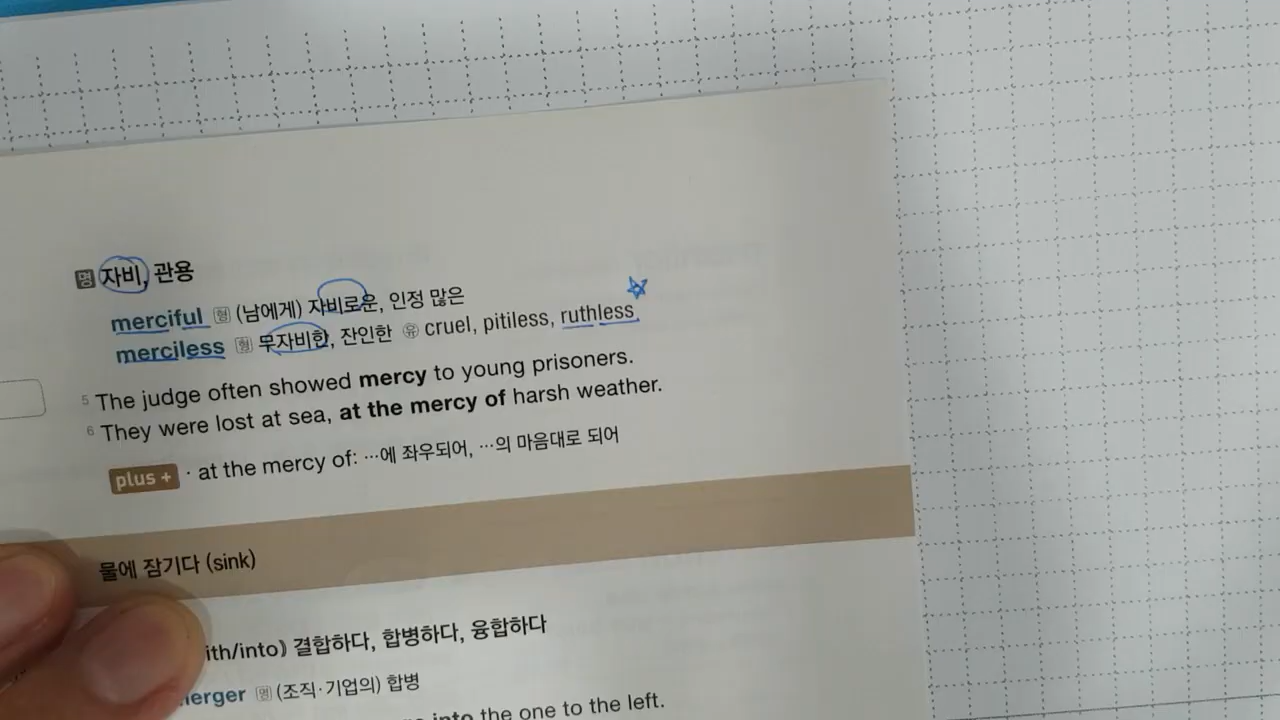 명 자비, 관용
merciful 형 (남에게) 자비로운, 인정 많은
merciless 형 무자비한, 잔인한 유 cruel, pitiless, ruthless
5 The judge often showed mercy to young prisoners.
6 They were lost at sea, at the mercy of harsh weather.
plus + · at the mercy of: …에 좌우되어, …의 마음대로 되어
물에 잠기다 (sink)
ith/into) 결합하다, 합병하다, 융합하다
erger 명 (조직·기업의) 합병
into the one to the left.